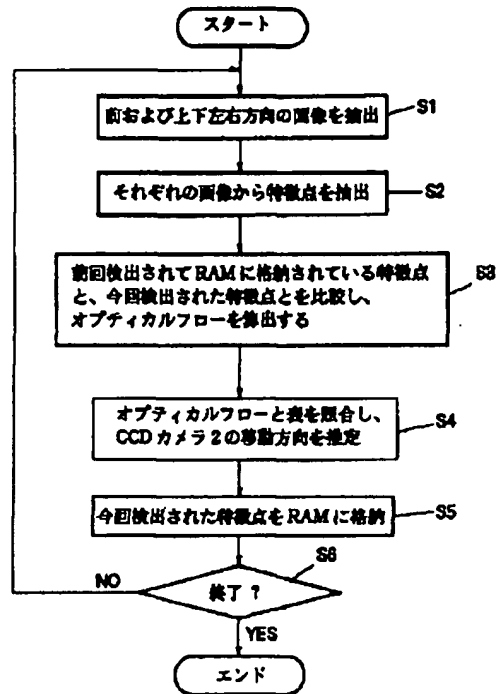 スタート
前および上下左右方向の画像を抽出
S1
それぞれの画像から特徴点を抽出
S2
前回検出されてRAMに格納されている特徴点
と、今回検出された特徴点とを比較し、
オプティカルフローを算出する
S3
オプティカルフローと表を照合し、
CCDカメラ2の移動方向を推定
S4
今回検出された特徴点をRAMに格納
S5
S6
終了?
NO
YES
エンド